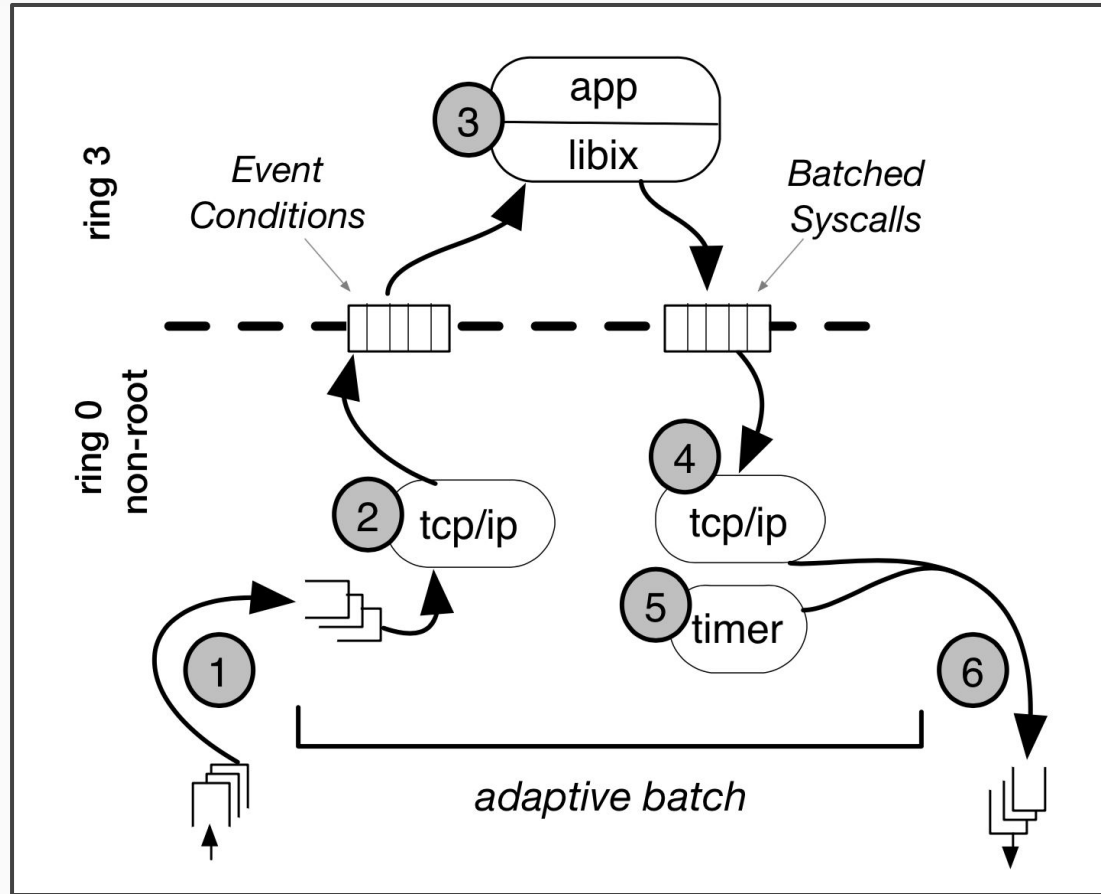 app
3
libix
ring 3
Event
Conditions
Batched
Syscalls
ring 0
non-root
2
tcp/ip
4
tcp/ip
5
timer
1
6
adaptive batch